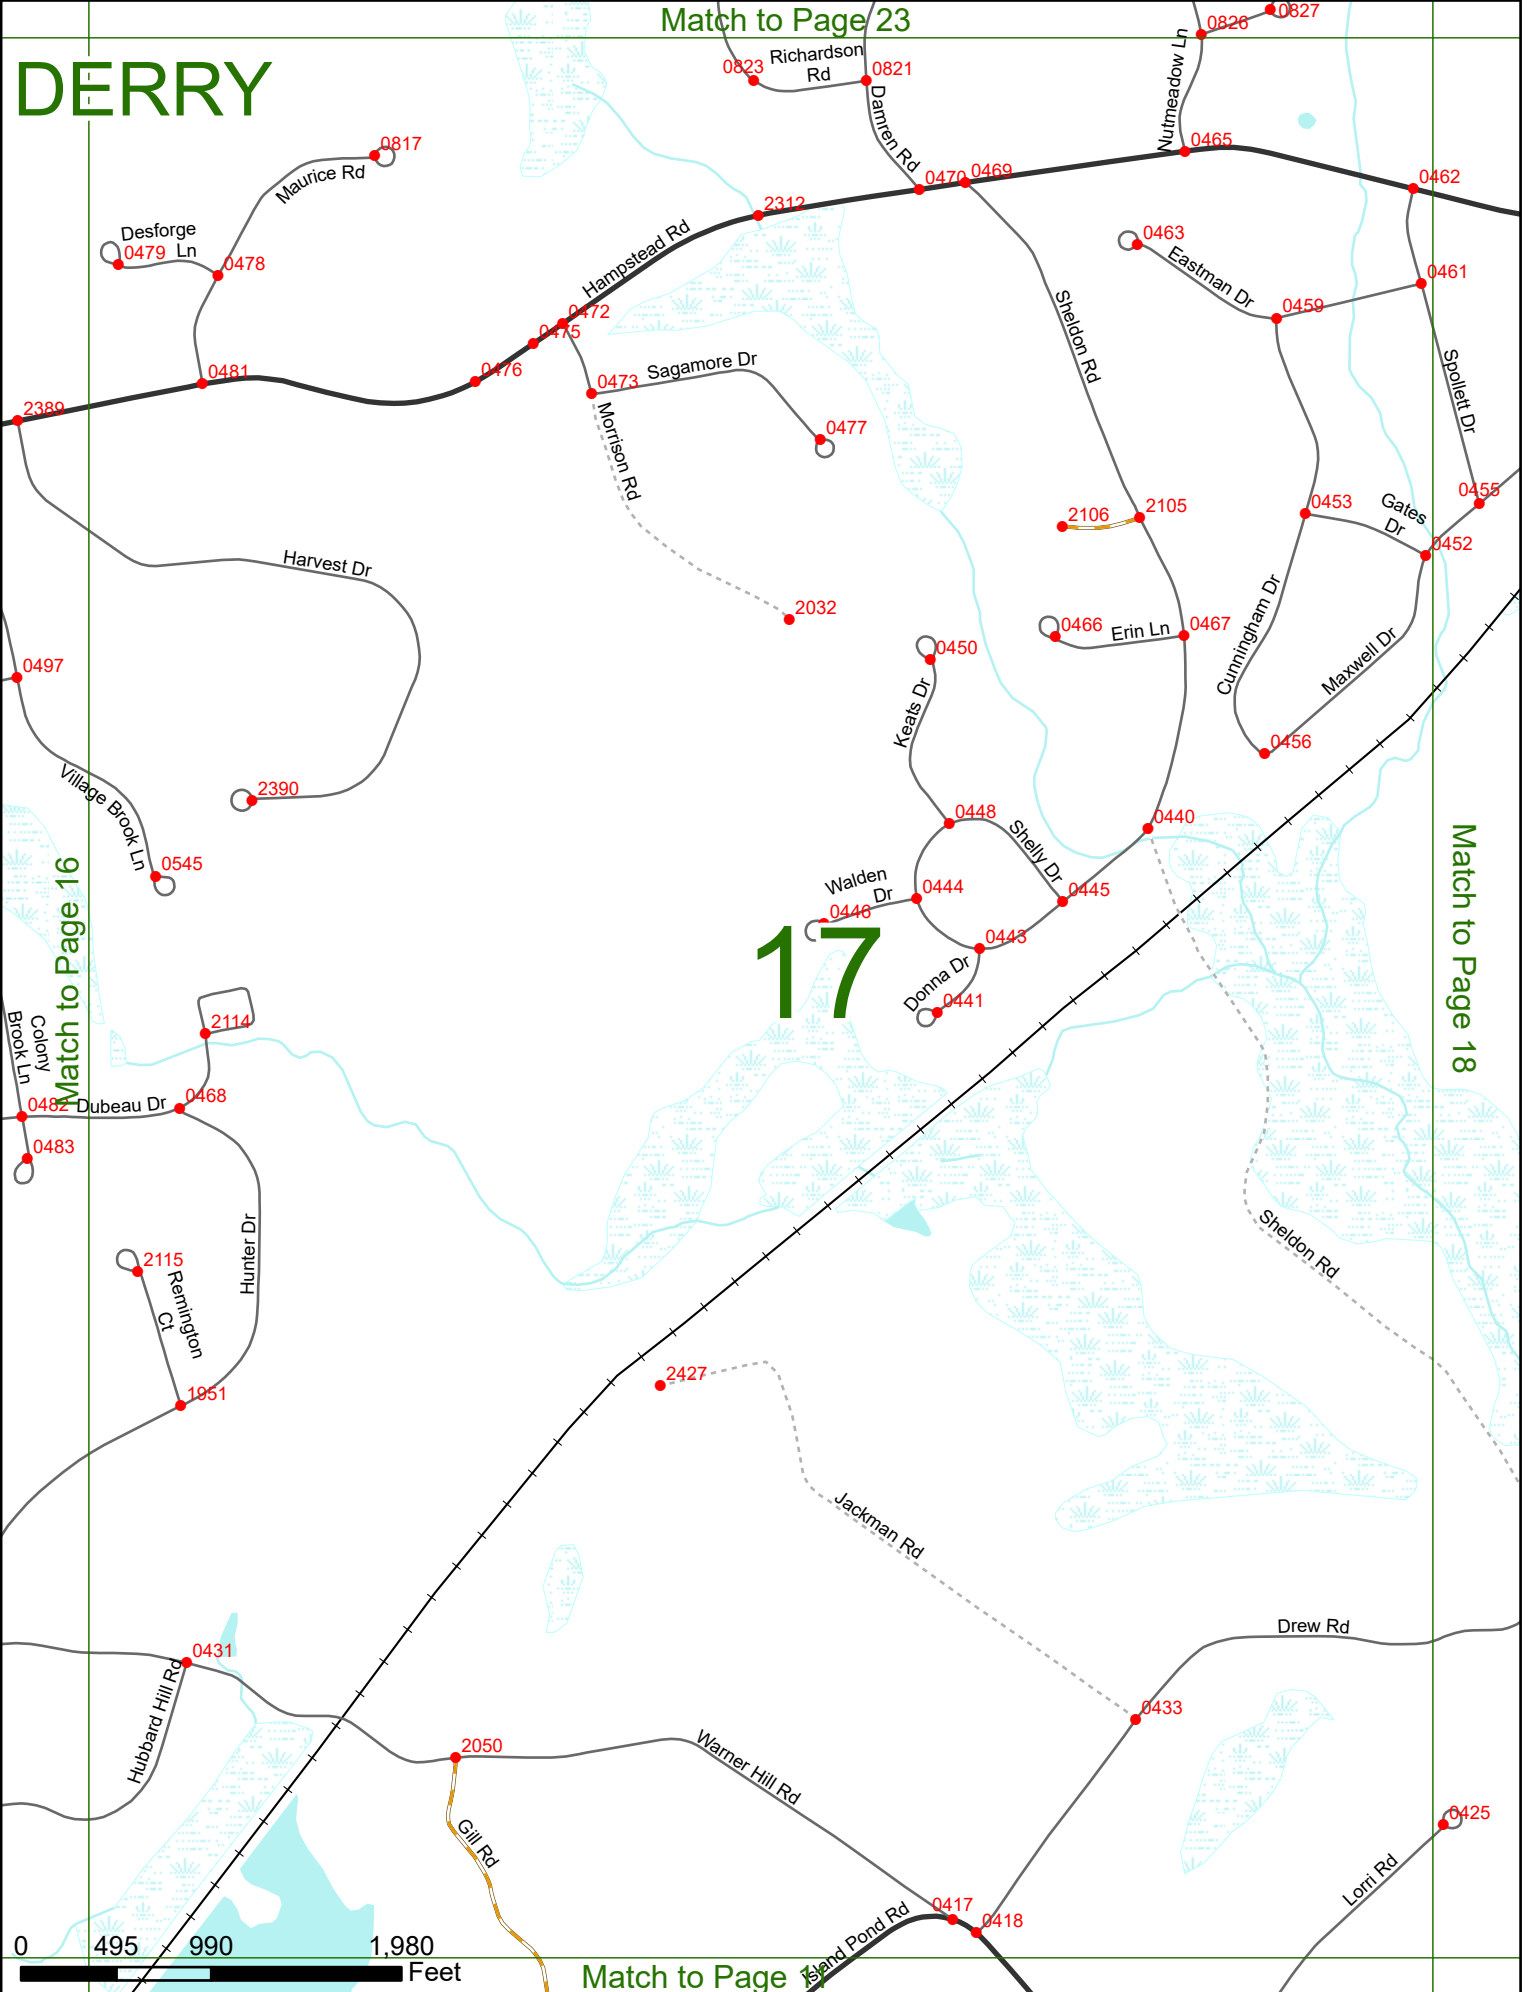 Match to Page 23
0827
0826
DERRY
Richardson
Rd
0823
0821
Nutmeadow Ln
Damren Rd
0817
0465
Maurice Rd
0470
0469
0462
2312
Desforge
Ln
0479
0478
Hampstead Rd
0463
Eastman Dr
0461
0459
0472
0475
Sheldon Rd
0481
0476
0473
Sagamore Dr
Spollett Dr
2389
Morrison Rd
0477
0455
Gates
Dr
0453
2106
2105
0452
Harvest Dr
2032
0466
Erin Ln
0467
Cunningham Dr
Maxwell Dr
0450
0497
Keats Dr
0456
Village Brook Ln
2390
0448
Shelly Dr
0440
0545
Walden
Dr
0444
0445
0446
Match to Page 16
Match to Page 18
17
0443
Donna Dr
0441
Colony
Brook Ln
2114
0482
Dubeau Dr
0468
0483
Hunter Dr
Sheldon Rd
2115
Remington
Ct
1951
2427
Jackman Rd
Drew Rd
0431
Hubbard Hill Rd
0433
2050
Warner Hill Rd
Gill Rd
0425
Lorri Rd
0417
0418
Island Pond Rd
0 495 990 1,980
Feet
Match to Page 11